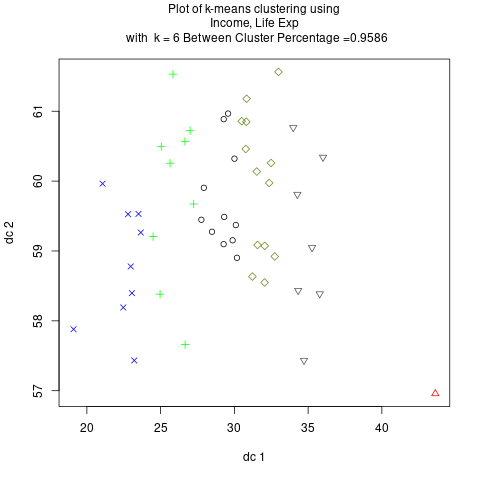 Plot of k-means clustering using
Income, Life Exp
with  k = 6 Between Cluster Percentage =0.9586
61
60
59
58
57
dc 2
20 25 30 35 40
dc 1